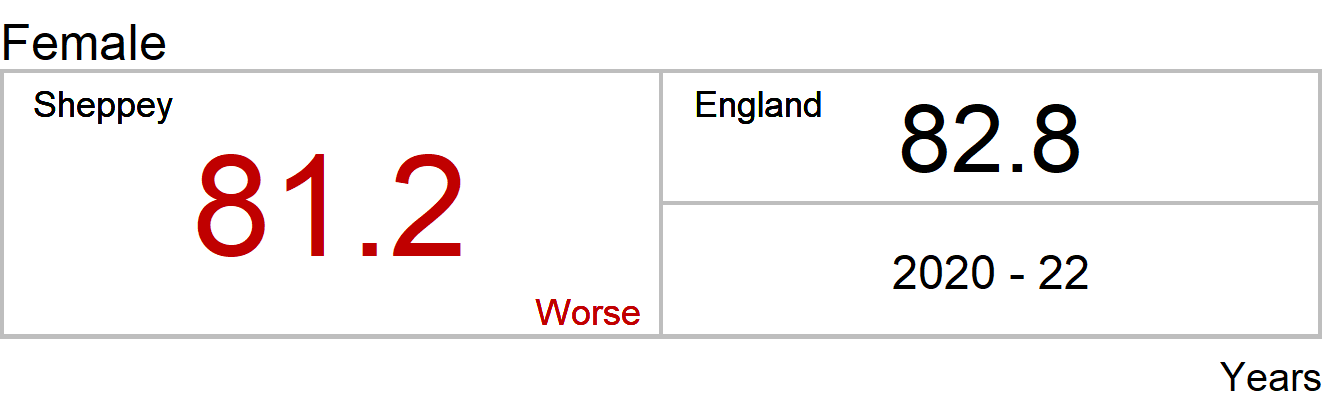 Female
Sheppey
81.2
Worse
England
82.8
2020 - 22
Years